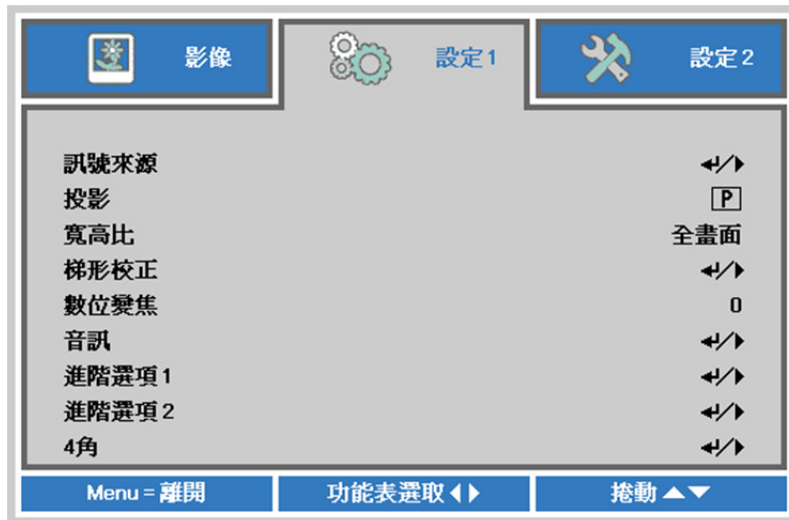 影像 設定1 設定2
訊號來源 ↵/▶
投影 P
寬高比 全畫面
梯形校正 ↵/▶
數位變焦 0
音訊 ↵/▶
進階選項1 ↵/▶
進階選項2 ↵/▶
4角 ↵/▶
Menu = 離開 功能表選取 ◀▶ 捲動 ▲▼